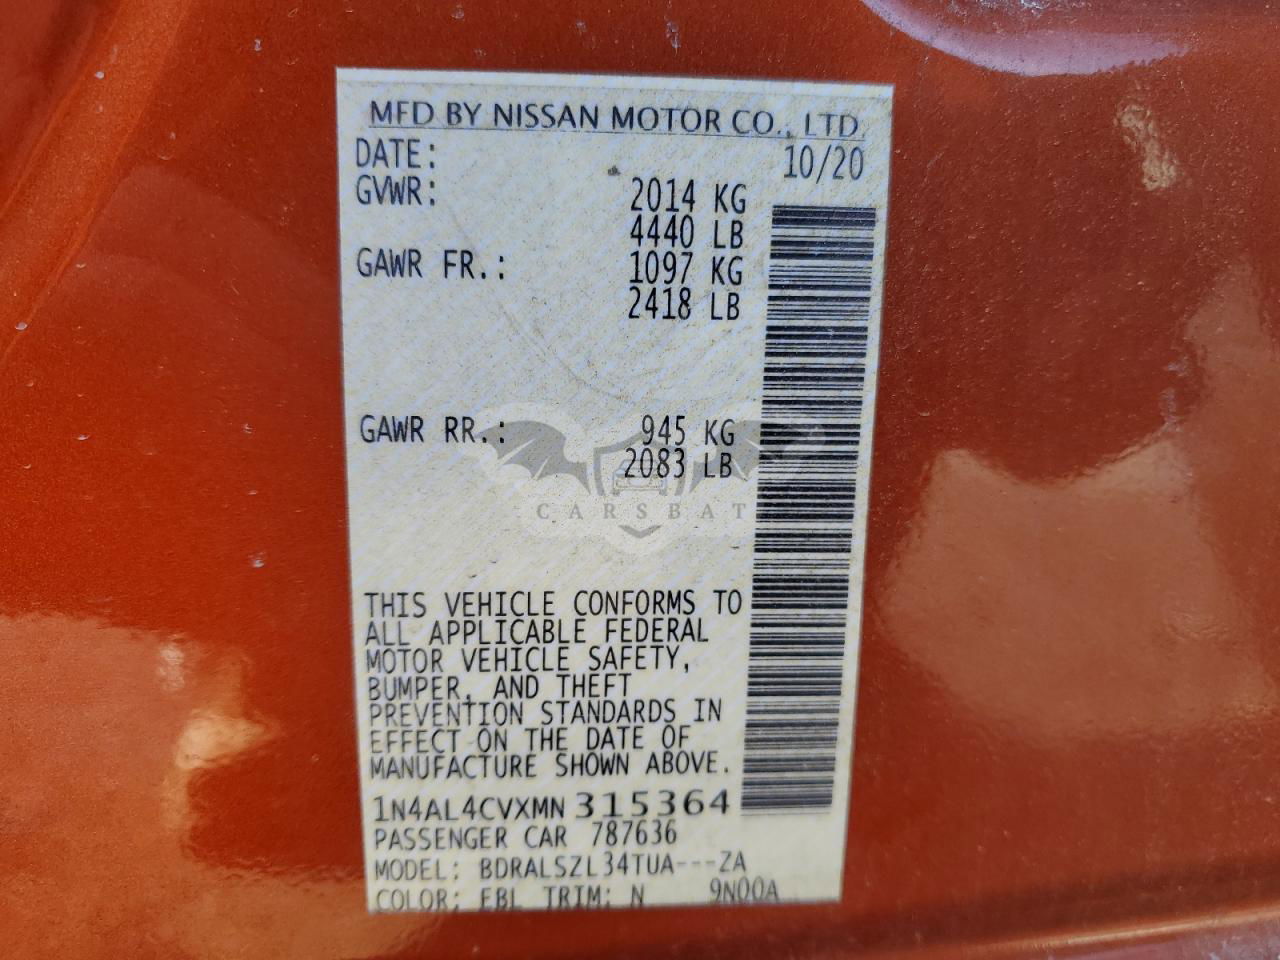 MFD BY NISSAN MOTOR CO., LTD.
DATE: 10/20
GVWR: 2014 KG
4440 LB
GAWR FR.: 1097 KG
2418 LB
GAWR RR.: 945 KG
2083 LB
CARSBAT
THIS VEHICLE CONFORMS TO
ALL APPLICABLE FEDERAL
MOTOR VEHICLE SAFETY,
BUMPER, AND THEFT
PREVENTION STANDARDS IN
EFFECT ON THE DATE OF
MANUFACTURE SHOWN ABOVE.
1N4AL4CVXMN 315364
PASSENGER CAR 787636
MODEL: BDRALSZL34TUA---ZA
COLOR: EBL TRIM: N 9N00A